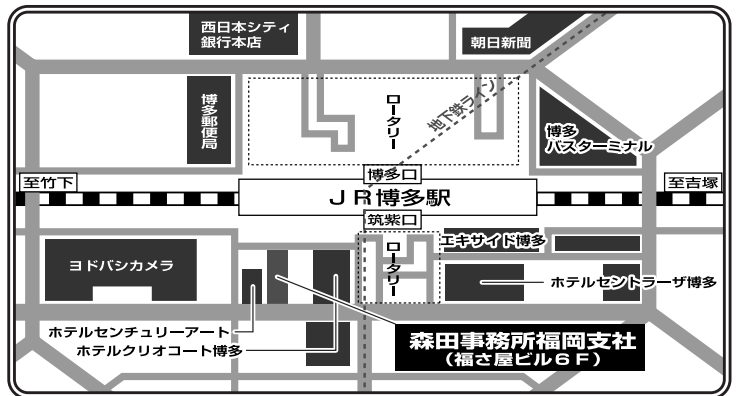 西日本シティ
銀行本店
朝日新聞
博多郵便局
ロータリー
地下鉄ライン
博多
バスターミナル
博多口
至竹下
JR博多駅
至吉塚
筑紫口
ヨドバシカメラ
ロータリー
エキサイド博多
ホテルセントラーザ博多
ホテルセンチュリーアート
ホテルクリオコート博多
森田事務所福岡支社
(福さ屋ビル6F)